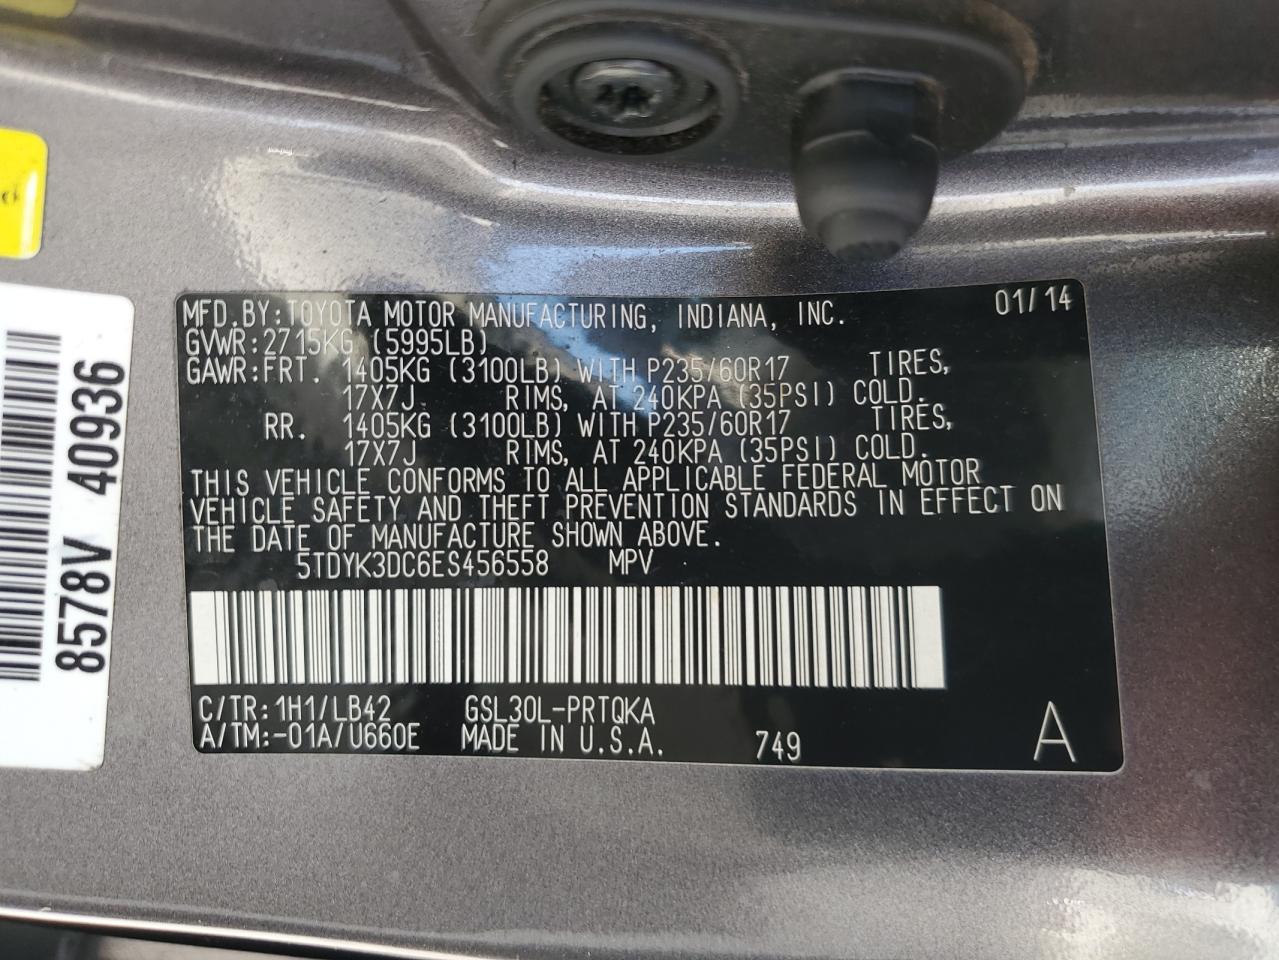 MFD.BY:TOYOTA MOTOR MANUFACTURING, INDIANA, INC. 01/14
GVWR:2715KG (5995LB)
GAWR:FRT. 1405KG (3100LB) WITH P235/60R17 TIRES,
17X7J RIMS, AT 240KPA (35PSI) COLD.
RR. 1405KG (3100LB) WITH P235/60R17 TIRES,
17X7J RIMS, AT 240KPA (35PSI) COLD.
THIS VEHICLE CONFORMS TO ALL APPLICABLE FEDERAL MOTOR
VEHICLE SAFETY AND THEFT PREVENTION STANDARDS IN EFFECT ON
THE DATE OF MANUFACTURE SHOWN ABOVE.
5TDYK3DC6ES456558 MPV
C/TR:1H1/LB42 GSL30L-PRTQKA
A/TM:-01A/U660E MADE IN U.S.A. 749 A
8578V 40936